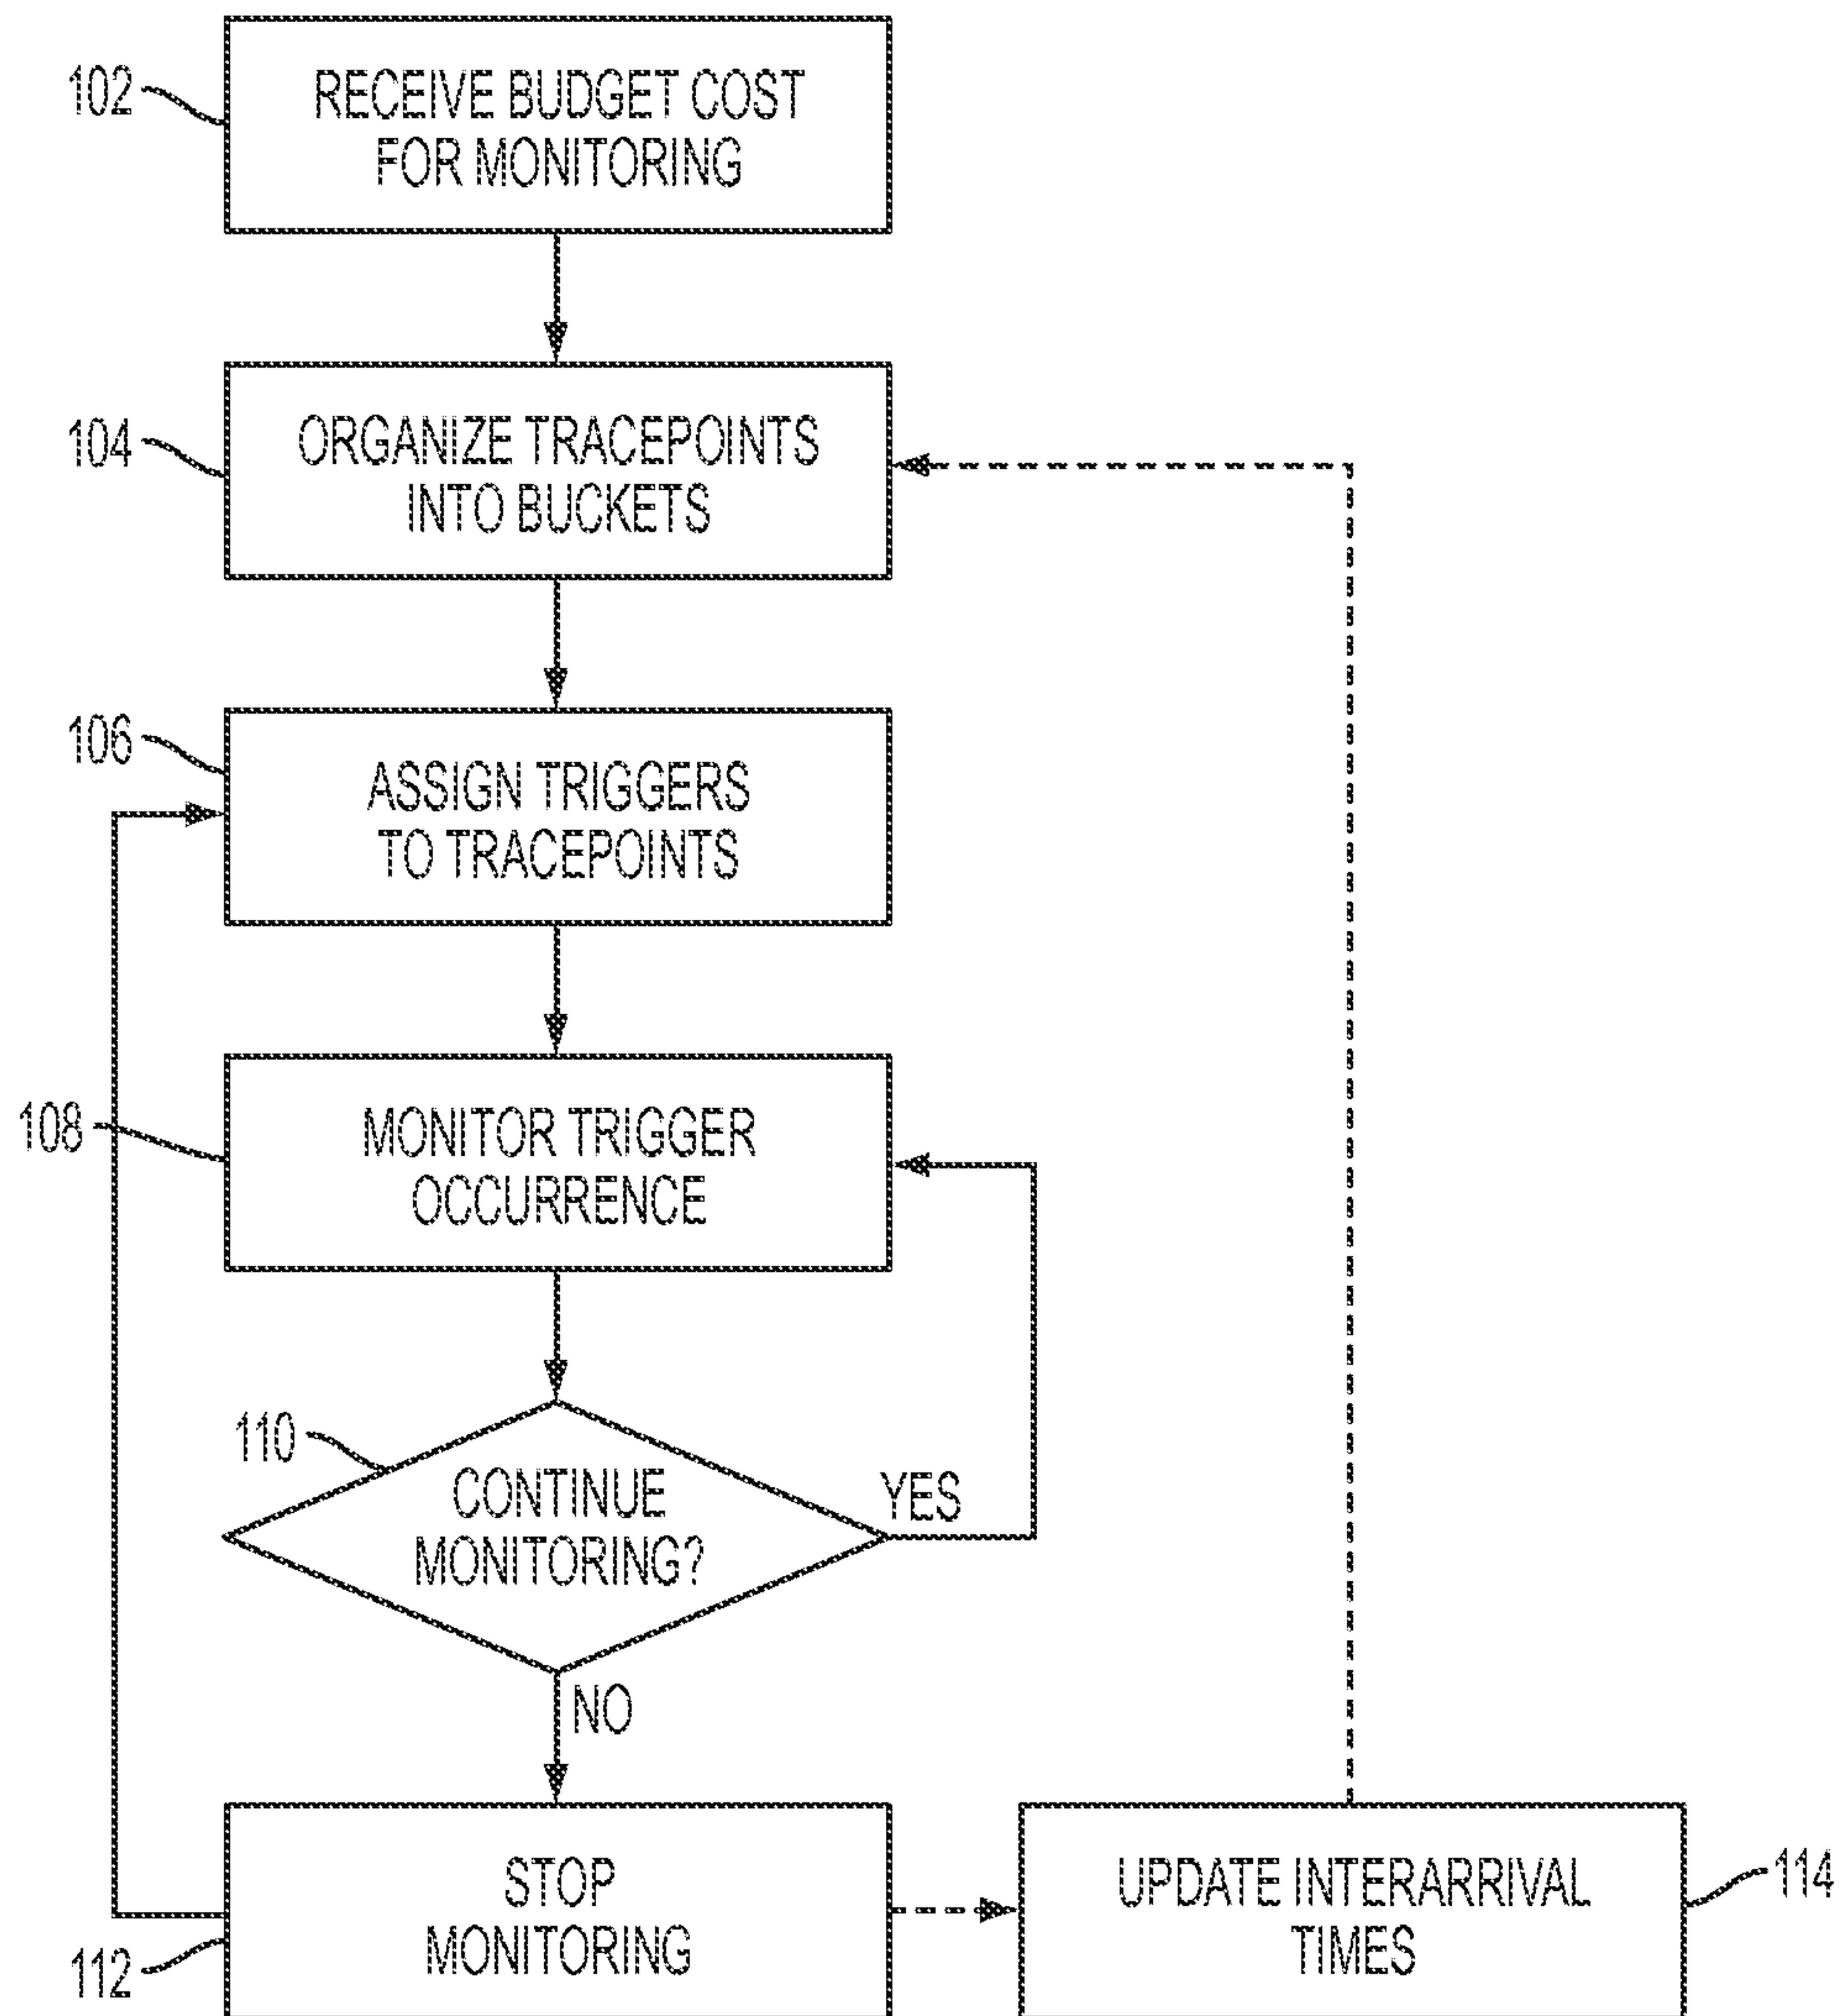 102
RECEIVE BUDGET COST
FOR MONITORING
104
ORGANIZE TRACEPOINTS
INTO BUCKETS
106
ASSIGN TRIGGERS
TO TRACEPOINTS
108
MONITOR TRIGGER
OCCURRENCE
110
CONTINUE
MONITORING?
YES
NO
STOP
MONITORING
112
UPDATE INTERARRIVAL
TIMES
114